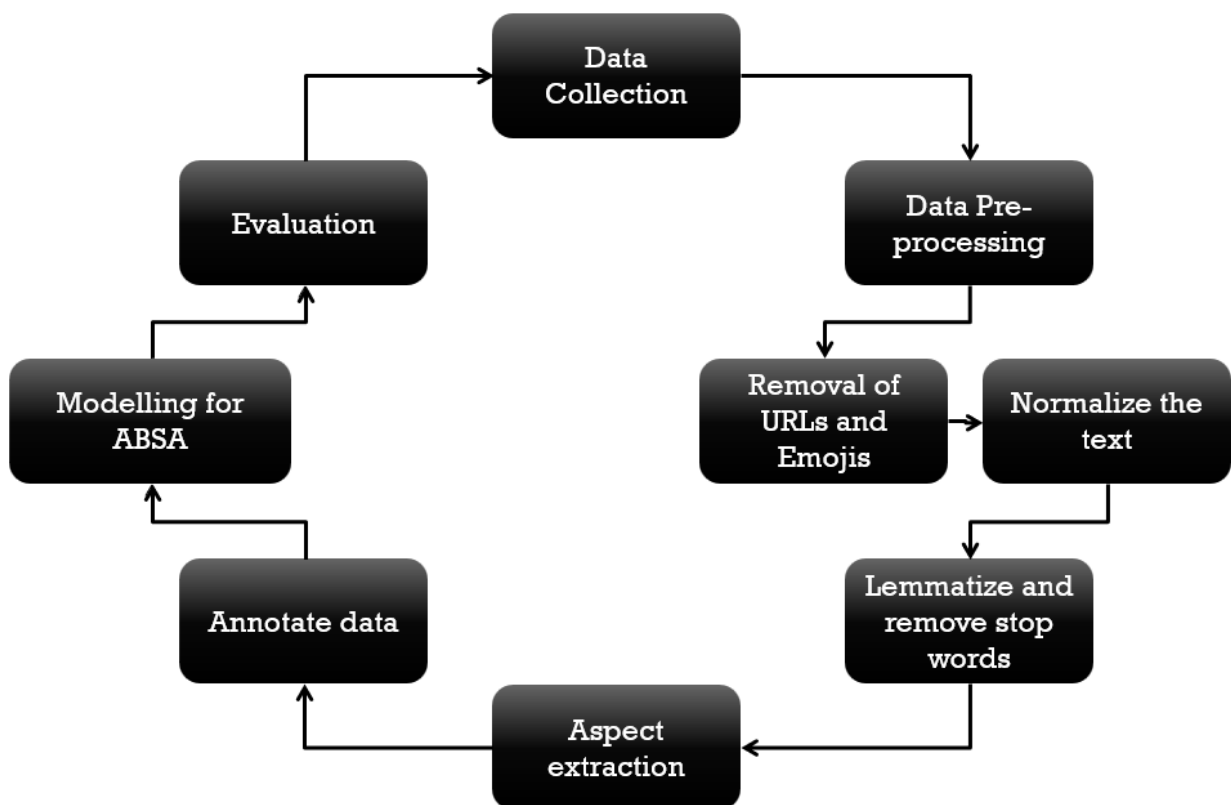 Data
Collection
Data Pre-
processing
Removal of
URLs and
Emojis
Normalize the
text
Lemmatize and
remove stop
words
Aspect
extraction
Annotate data
Modelling for
ABSA
Evaluation